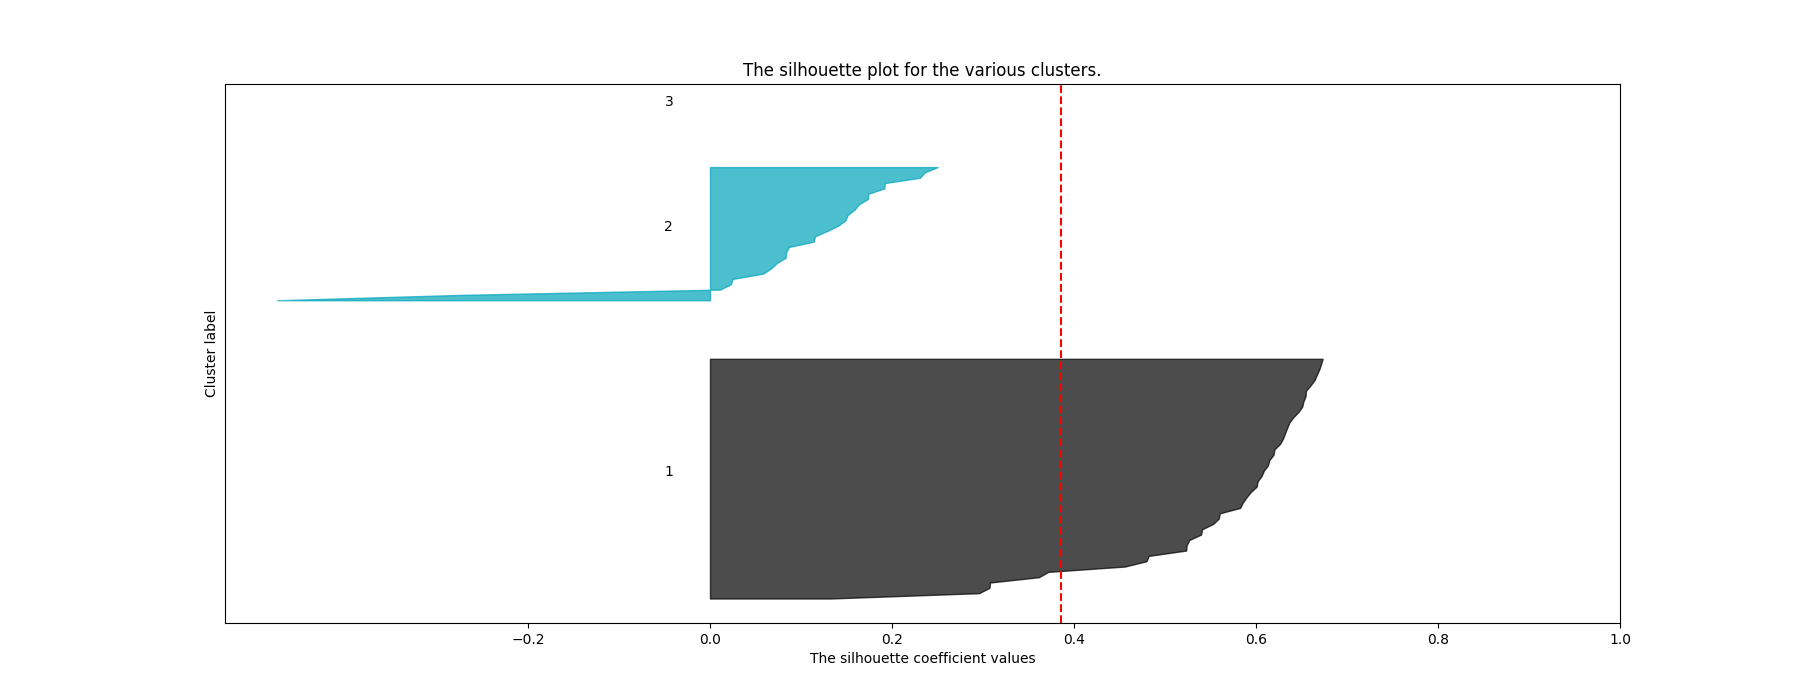 The silhouette plot for the various clusters.
3
2
1
Cluster label
−0.2 0.0 0.2 0.4 0.6 0.8 1.0
The silhouette coefficient values